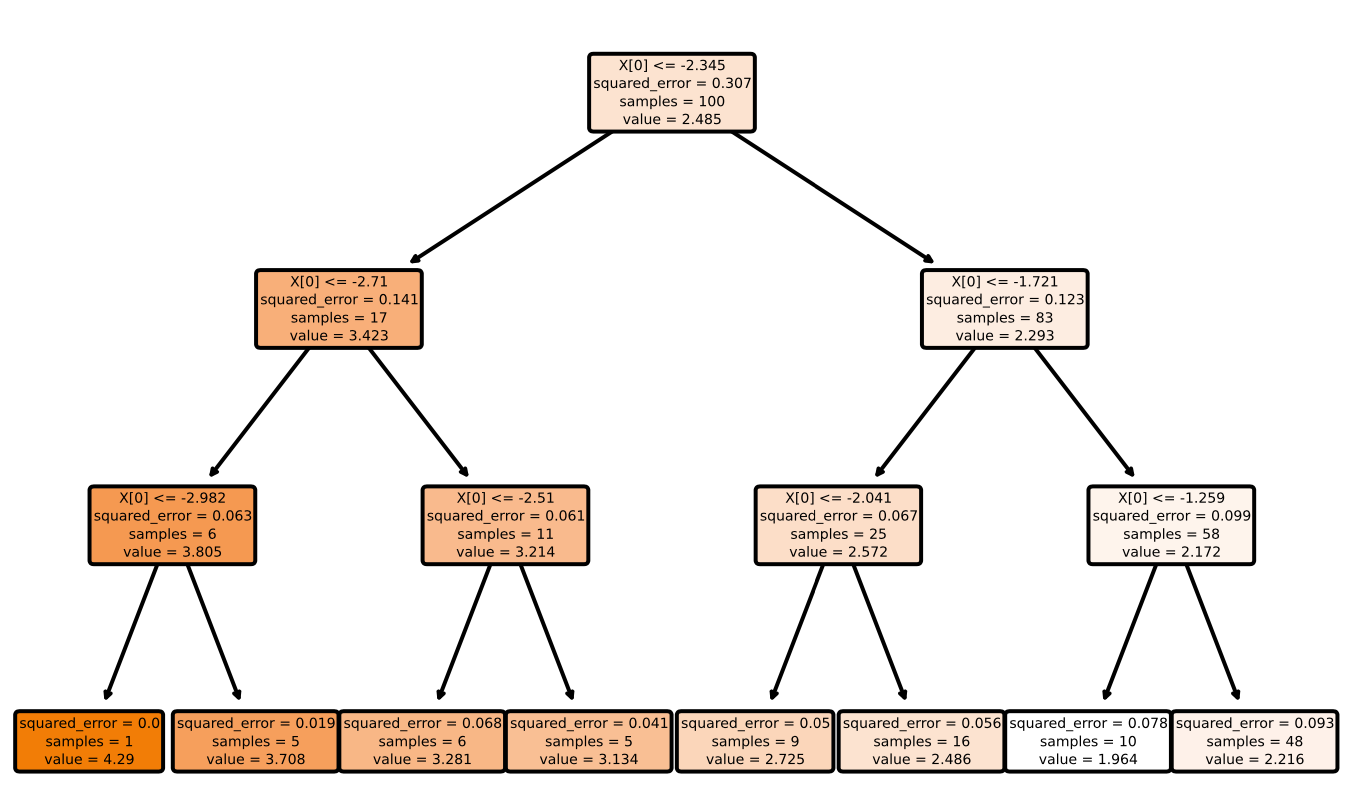 X[0] <= -2.345
squared_error = 0.307
samples = 100
value = 2.485
X[0] <= -2.71
squared_error = 0.141
samples = 17
value = 3.423
X[0] <= -1.721
squared_error = 0.123
samples = 83
value = 2.293
X[0] <= -2.982
squared_error = 0.063
samples = 6
value = 3.805
X[0] <= -2.51
squared_error = 0.061
samples = 11
value = 3.214
X[0] <= -2.041
squared_error = 0.067
samples = 25
value = 2.572
X[0] <= -1.259
squared_error = 0.099
samples = 58
value = 2.172
squared_error = 0.0
samples = 1
value = 4.29
squared_error = 0.019
samples = 5
value = 3.708
squared_error = 0.068
samples = 6
value = 3.281
squared_error = 0.041
samples = 5
value = 3.134
squared_error = 0.05
samples = 9
value = 2.725
squared_error = 0.056
samples = 16
value = 2.486
squared_error = 0.078
samples = 10
value = 1.964
squared_error = 0.093
samples = 48
value = 2.216